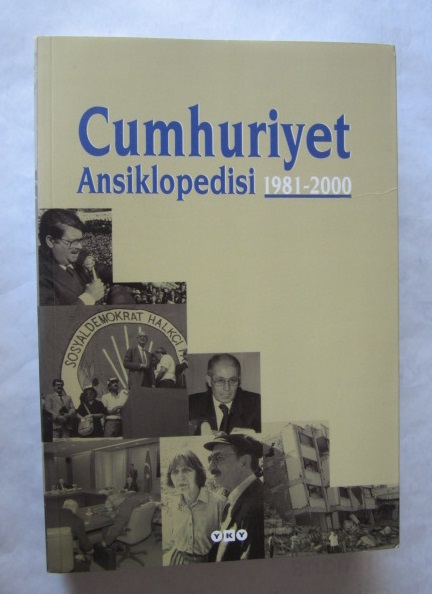 Cumhuriyet
Ansiklopedisi 1981-2000
SOSYALDEMOKRAT HALKÇI
YKY